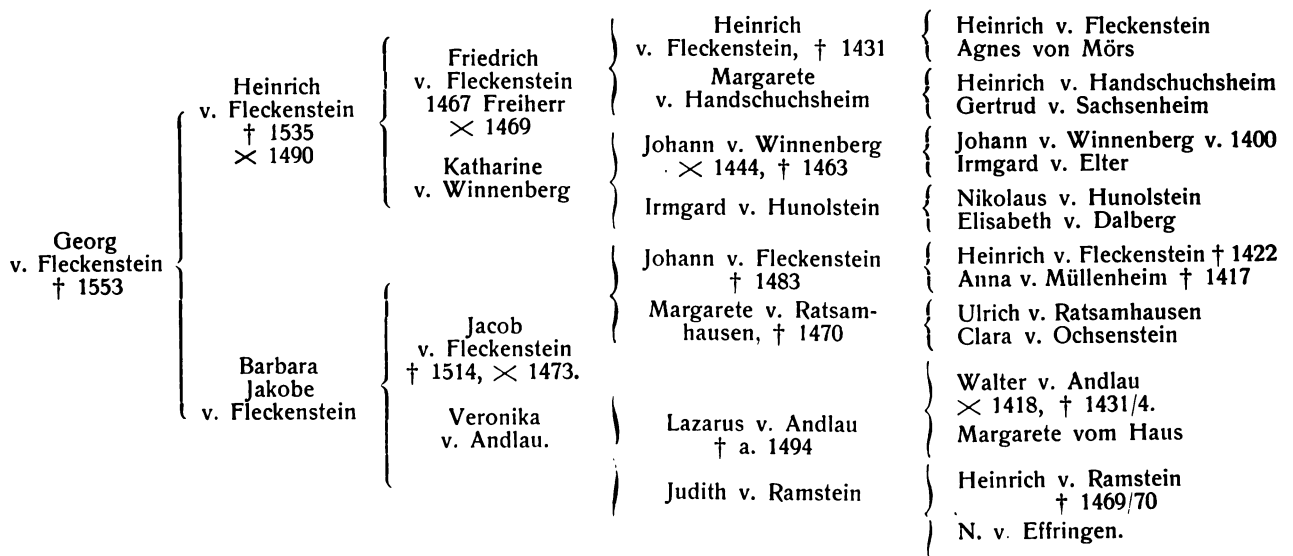 Georg
v. Fleckenstein
† 1553
Heinrich
v. Fleckenstein
† 1535
⚔ 1490
Barbara
Jakobe
v. Fleckenstein
Friedrich
v. Fleckenstein
1467 Freiherr
⚔ 1469
Katharine
v. Winnenberg
Jacob
v. Fleckenstein
† 1514, ⚔ 1473.
Veronika
v. Andlau.
Heinrich
v. Fleckenstein, † 1431
Margarete
v. Handschuchsheim
Johann v. Winnenberg
⚔ 1444, † 1463
Irmgard v. Hunolstein
Johann v. Fleckenstein
† 1483
Margarete v. Ratsam-
hausen, † 1470
Lazarus v. Andlau
† a. 1494
Judith v. Ramstein
Heinrich v. Fleckenstein
Agnes von Mörs
Heinrich v. Handschuchsheim
Gertrud v. Sachsenheim
Johann v. Winnenberg v. 1400
Irmgard v. Elter
Nikolaus v. Hunolstein
Elisabeth v. Dalberg
Heinrich v. Fleckenstein † 1422
Anna v. Müllenheim † 1417
Ulrich v. Ratsamhausen
Clara v. Ochsenstein
Walter v. Andlau
⚔ 1418, † 1431/4.
Margarete vom Haus
Heinrich v. Ramstein
† 1469/70
N. v. Effringen.